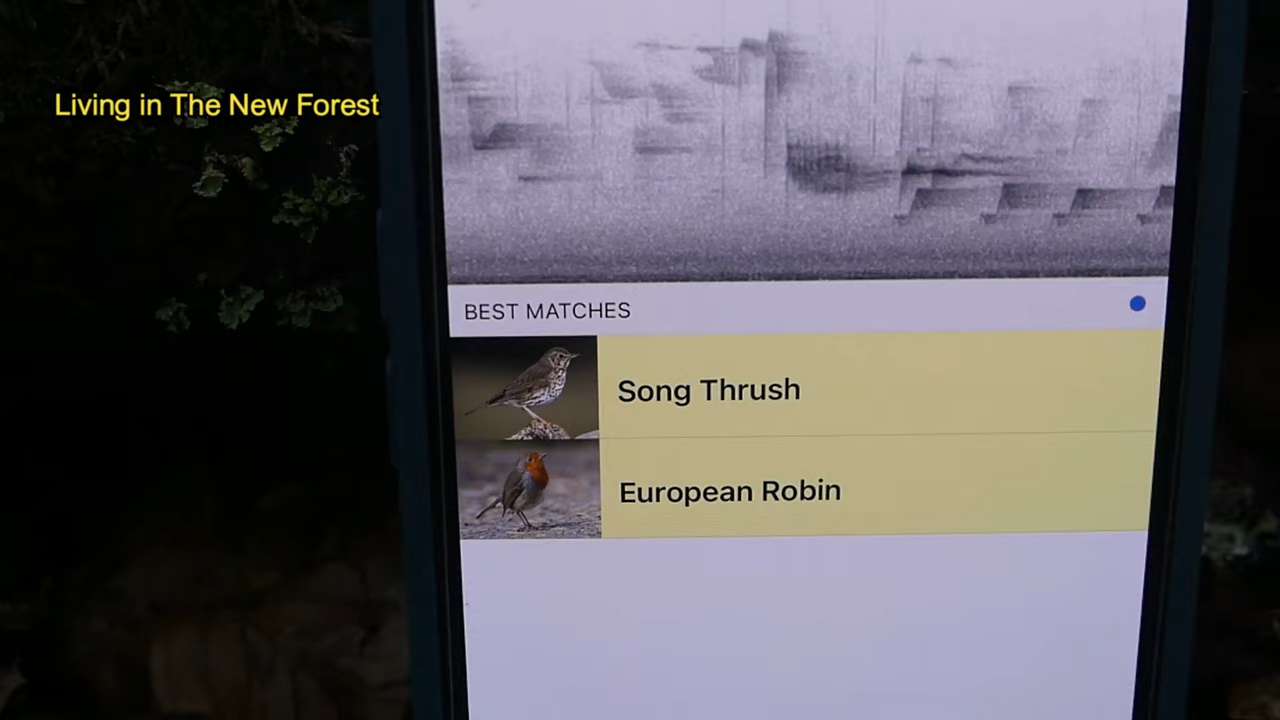 Living in The New Forest
BEST MATCHES
Song Thrush
European Robin